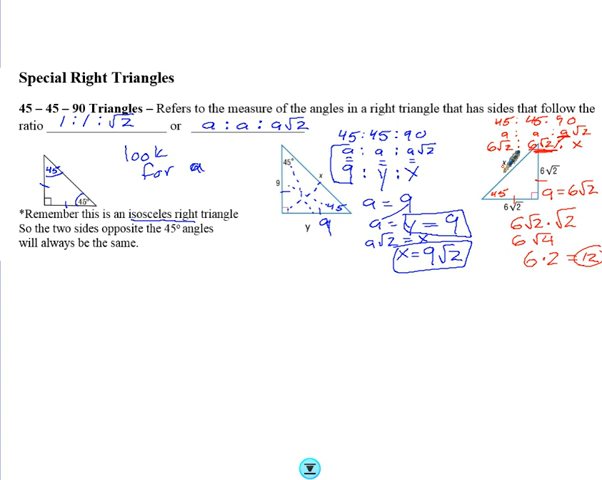 Special Right Triangles
45 – 45 – 90 Triangles – Refers to the measure of the angles in a right triangle that has sides that follow the
ratio 1 : 1 : √2 or a : a : a√2
look
for a
45°
45°
*Remember this is an isosceles right triangle
So the two sides opposite the 45° angles
will always be the same.
45°
9
x
45
y
9
45:45:90
a : a : a√2
9 : y : x
a = 9
a = y = 9
a√2 = x
x = 9√2
45: 45: 90
a : a : a√2
6√2 : 6√2 : x
6√2
45
6√2
a = 6√2
6√2 · √2
6√4
6 · 2 = 12